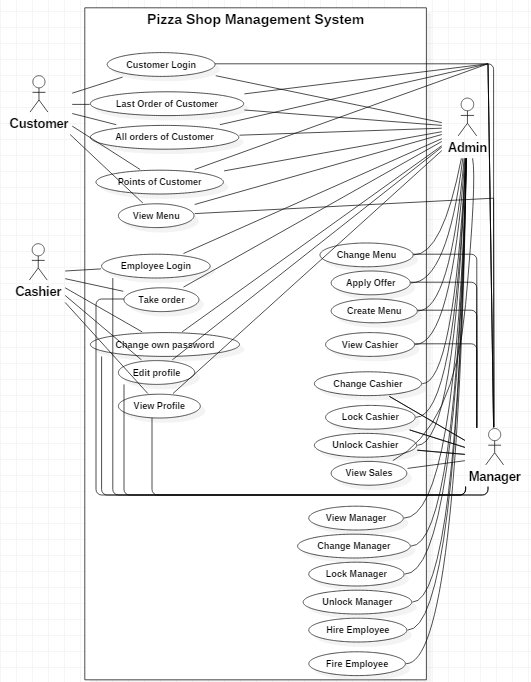 Pizza Shop Management System
Customer Login
Last Order of Customer
Customer
All orders of Customer
Admin
Points of Customer
View Menu
Change Menu
Employee Login
Apply Offer
Cashier
Take order
Create Menu
Change own password
View Cashier
Edit profile
Change Cashier
View Profile
Lock Cashier
Unlock Cashier
View Sales
Manager
View Manager
Change Manager
Lock Manager
Unlock Manager
Hire Employee
Fire Employee